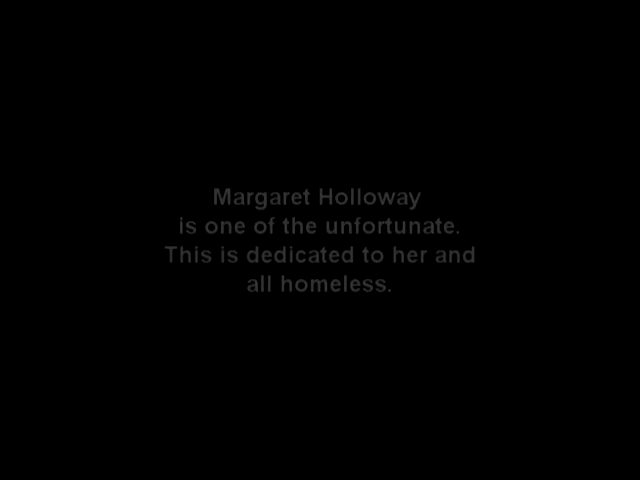 Margaret Holloway
is one of the unfortunate.
This is dedicated to her and
all homeless.